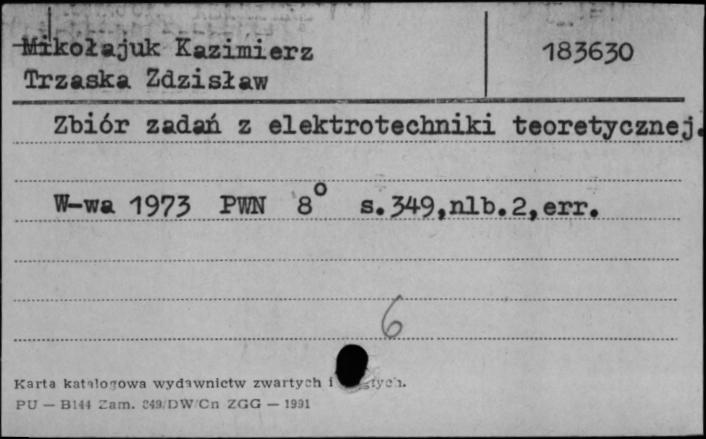 Mikołajuk Kazimierz 183630
Trzaska Zdzisław
Zbiór zadań z elektrotechniki teoretycznej.
W-wa 1973 PWN 8° s.349,nlb.2,err.
6
Karta katalogowa wydawnictw zwartych i
PU — B144 Zam. 849/DW/Cn ZGG — 1991